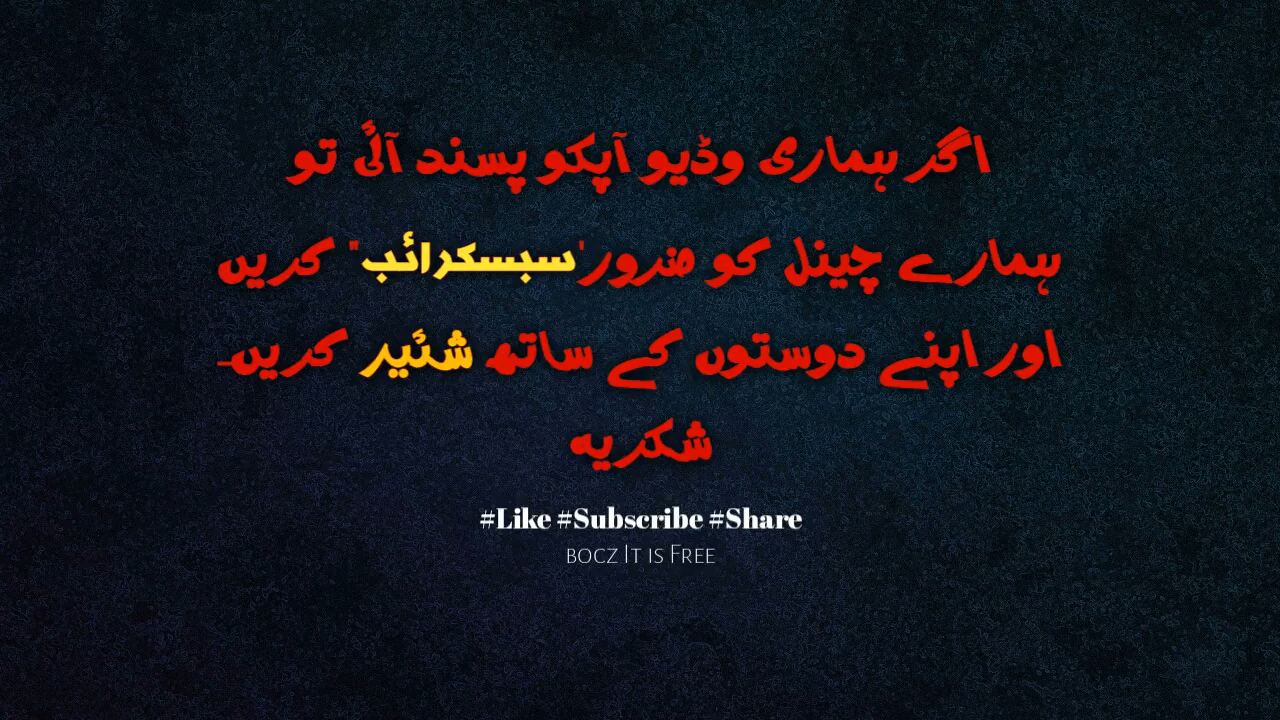 اگر ہماری وڈیو آپکو پسند آئی تو
ہمارے چینل کو ضرور'سبسکرائب" کریں
اور اپنے دوستوں کے ساتھ شئیر کریں۔
شکریہ
#Like #Subscribe #Share
bocz It is Free